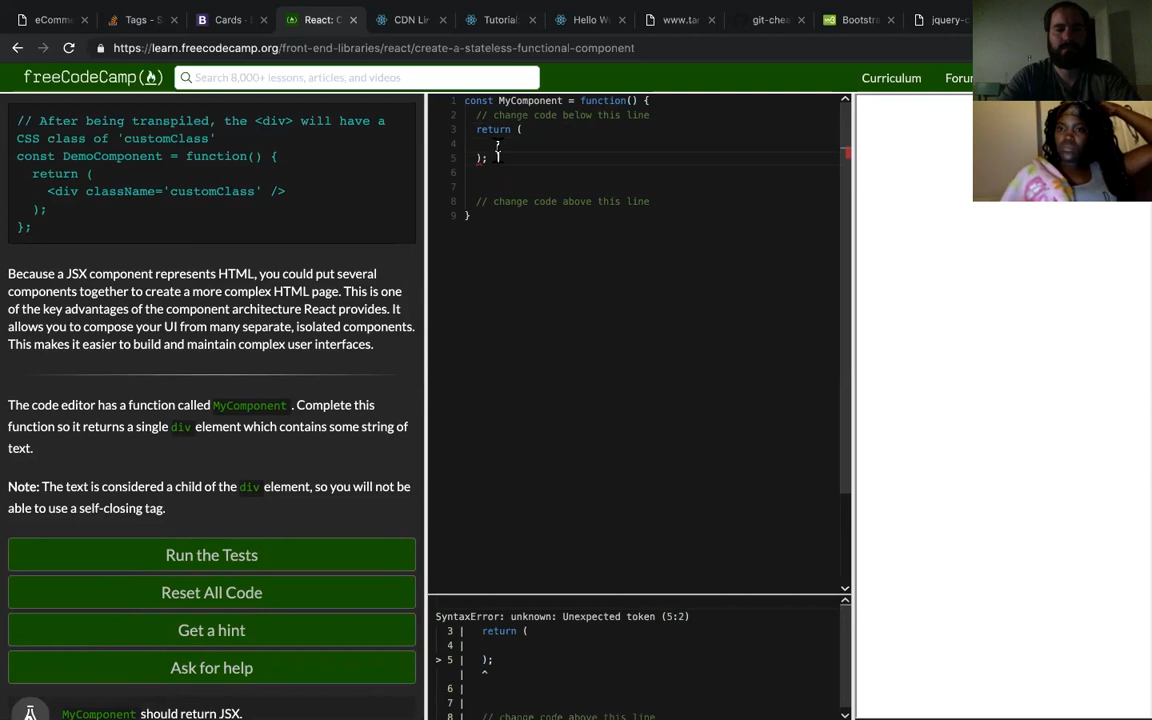 eComm
Tags - S
Cards -
React: C
CDN Lin
Tutorial:
Hello W
www.tar
git-chea
Bootstra
jquery-c
https://learn.freecodecamp.org/front-end-libraries/react/create-a-stateless-functional-component
freeCodeCamp
Search 8,000+ lessons, articles, and videos
Curriculum
Forum
// After being transpiled, the <div> will have a
CSS class of 'customClass'
const DemoComponent = function() {
return (
<div className='customClass' />
);
};
Because a JSX component represents HTML, you could put several
components together to create a more complex HTML page. This is one
of the key advantages of the component architecture React provides. It
allows you to compose your UI from many separate, isolated components.
This makes it easier to build and maintain complex user interfaces.
The code editor has a function called MyComponent . Complete this
function so it returns a single div element which contains some string of
text.
Note: The text is considered a child of the div element, so you will not be
able to use a self-closing tag.
Run the Tests
Reset All Code
Get a hint
Ask for help
MyComponent should return JSX.
1 const MyComponent = function() {
2 // change code below this line
3 return (
4
5 );
6
7
8 // change code above this line
9 }
SyntaxError: unknown: Unexpected token (5:2)
3 | return (
4 |
> 5 | );
| ^
6 |
7 |
8 | // change code above this line